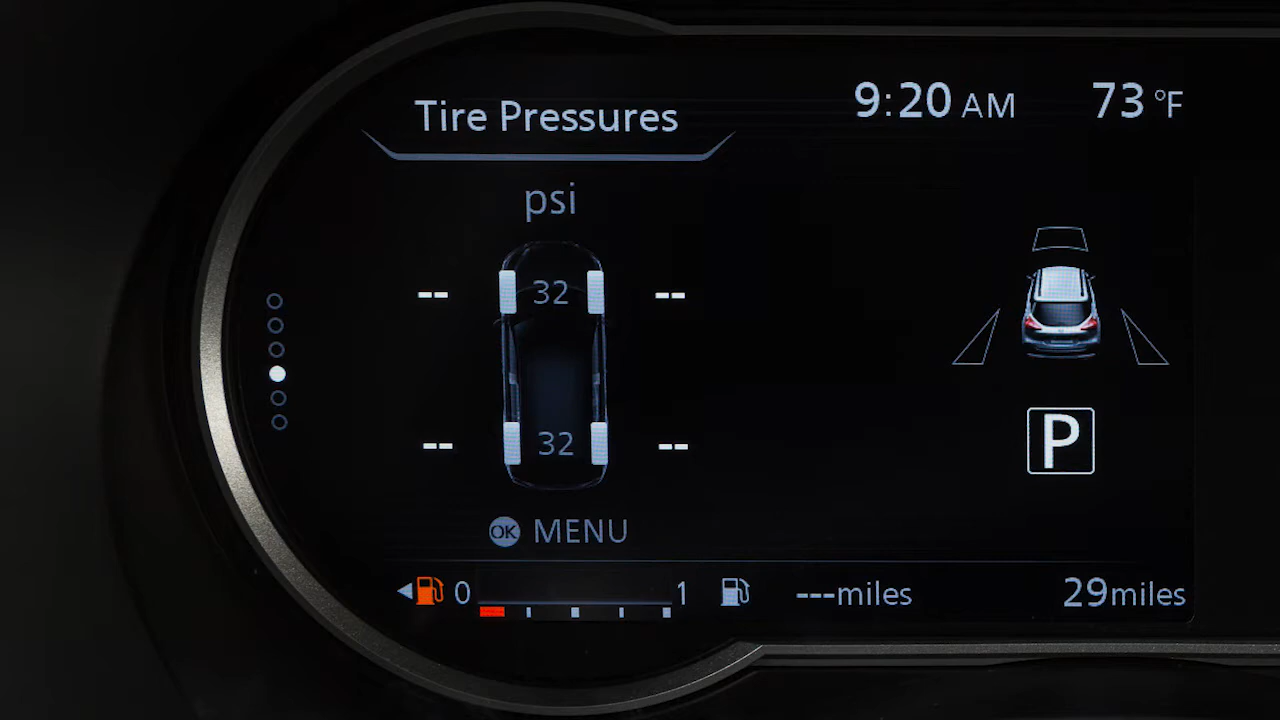 Tire Pressures
9:20 AM
73 °F
psi
-- 32 --
-- 32 --
P
OK MENU
0 1 ---miles 29miles